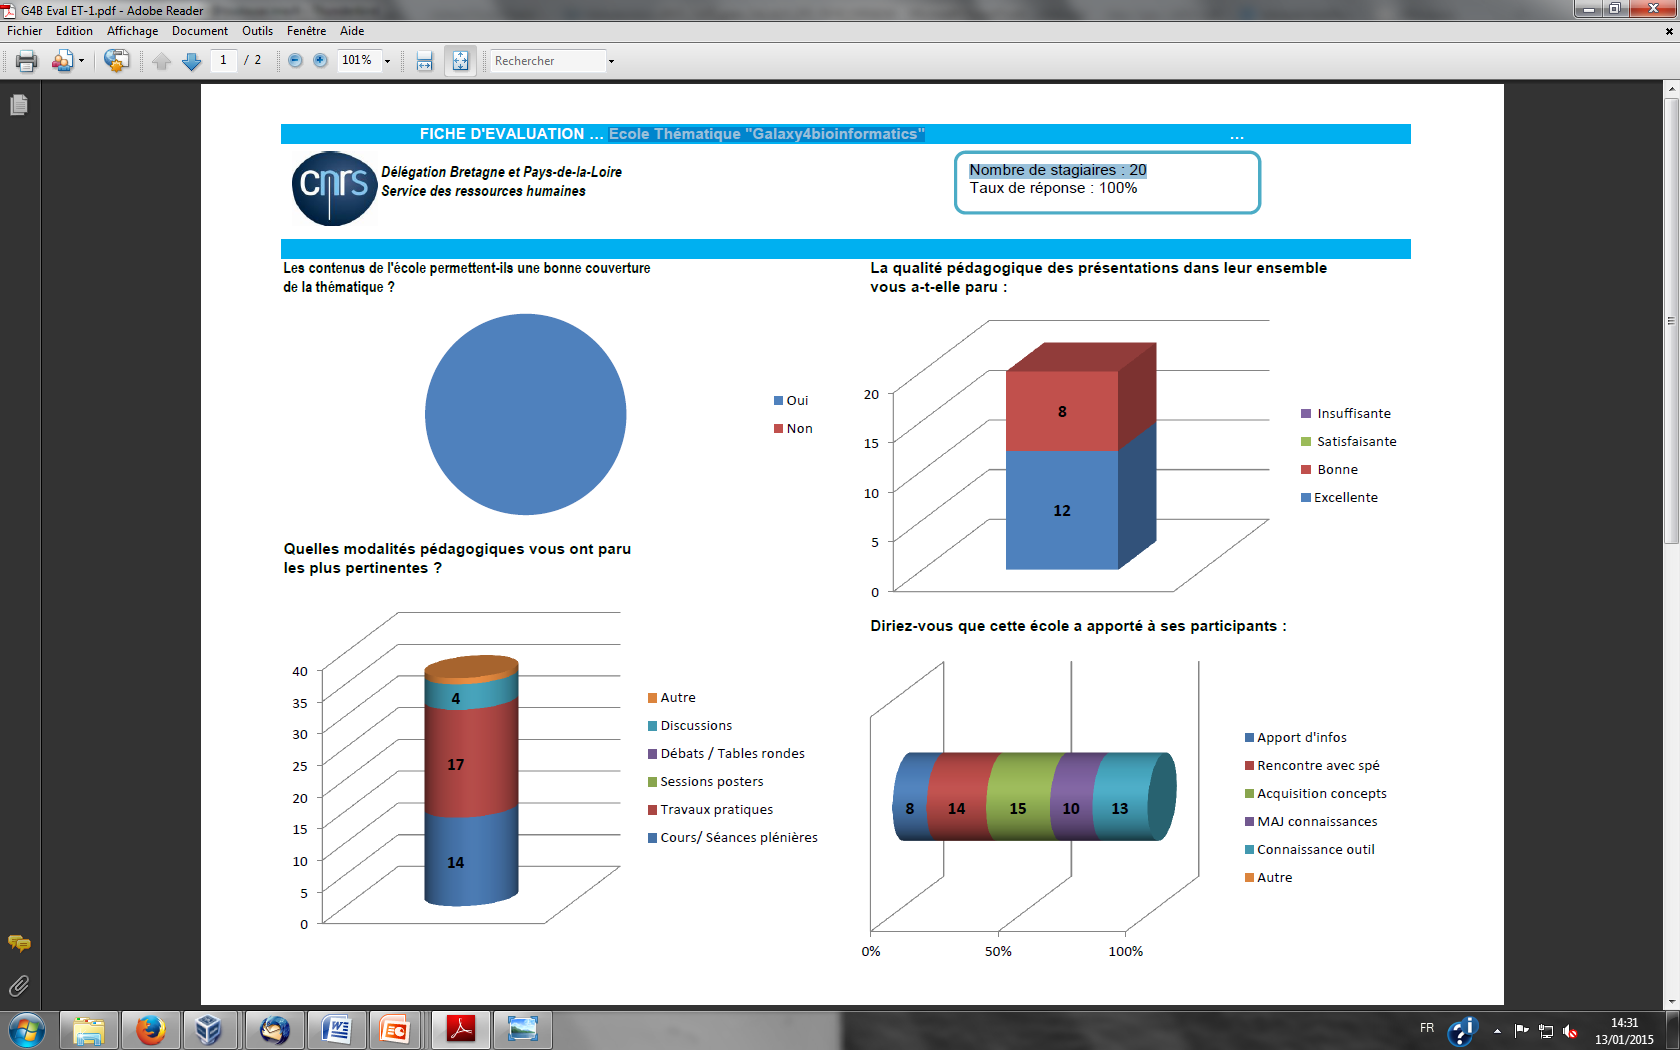 G4B Eval ET-1.pdf - Adobe Reader
Fichier Edition Affichage Document Outils Fenêtre Aide
1 / 2 101% Rechercher
FICHE D'EVALUATION ... Ecole Thématique "Galaxy4bioinformatics" ...
cnrs
Délégation Bretagne et Pays-de-la-Loire
Service des ressources humaines
Nombre de stagiaires : 20
Taux de réponse : 100%
Les contenus de l'école permettent-ils une bonne couverture
de la thématique ?
Oui
Non
La qualité pédagogique des présentations dans leur ensemble
vous a-t-elle paru :
20
15
10
5
0
8
12
Insuffisante
Satisfaisante
Bonne
Excellente
Quelles modalités pédagogiques vous ont paru
les plus pertinentes ?
40
35
30
25
20
15
10
5
0
4
17
14
Autre
Discussions
Débats / Tables rondes
Sessions posters
Travaux pratiques
Cours/ Séances plénières
Diriez-vous que cette école a apporté à ses participants :
8 14 15 10 13
0% 50% 100%
Apport d'infos
Rencontre avec spé
Acquisition concepts
MAJ connaissances
Connaissance outil
Autre
FR
14:31
13/01/2015